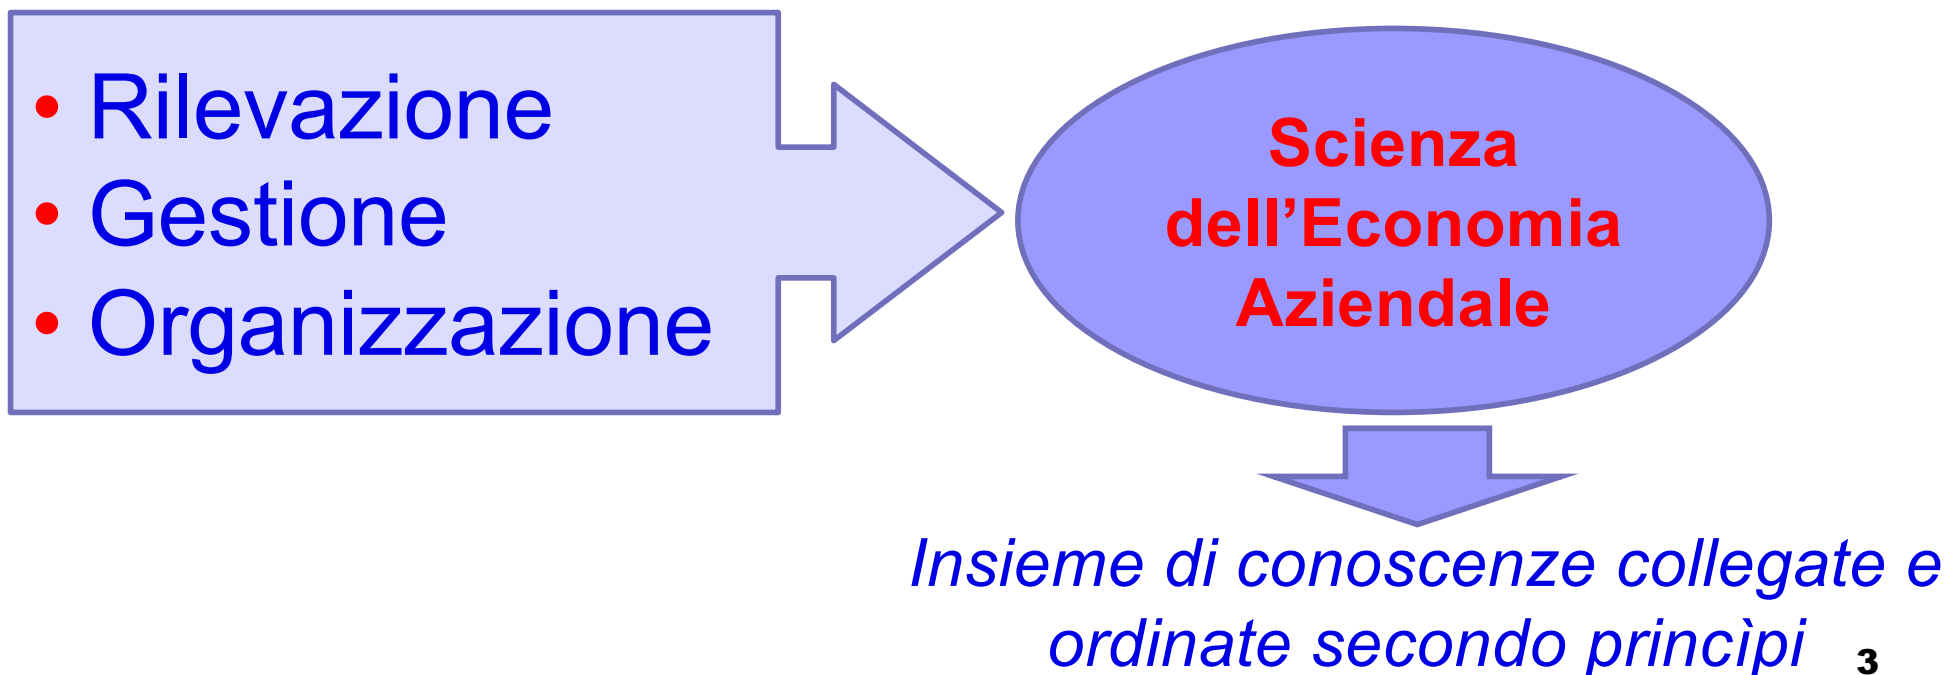 • Rilevazione
• Gestione
• Organizzazione
Scienza
dell’Economia
Aziendale
Insieme di conoscenze collegate e
ordinate secondo princìpi
3